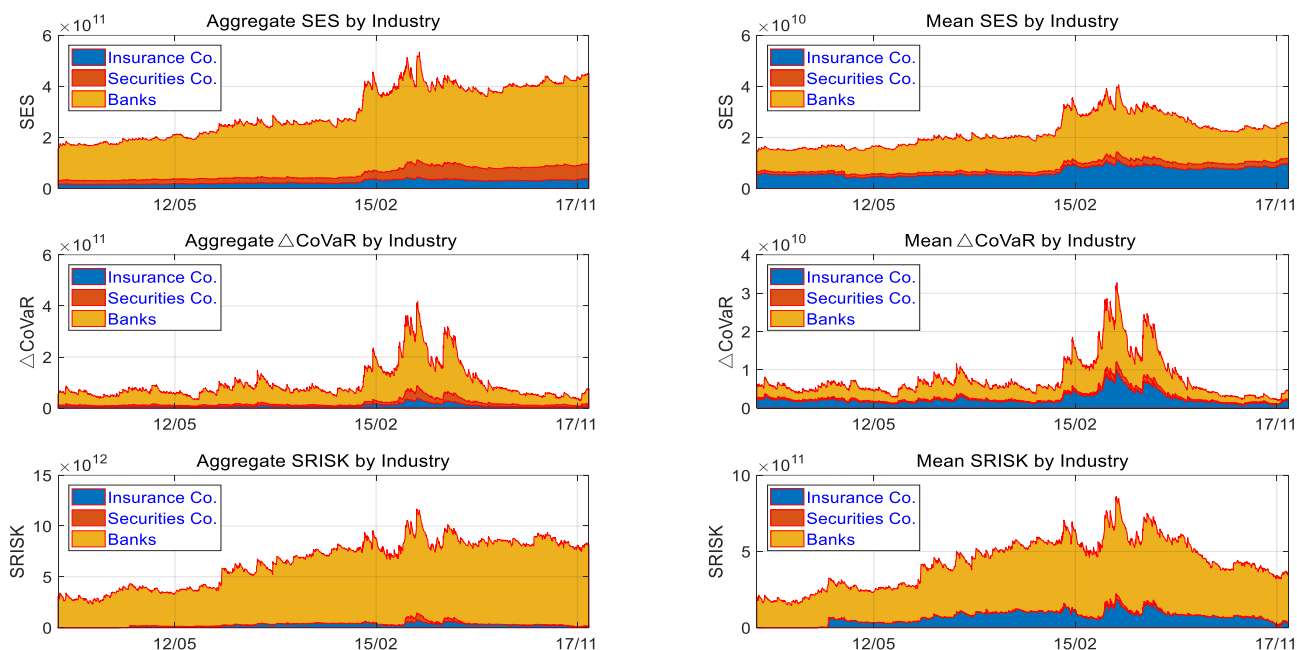 Aggregate SES by Industry
×10^11
6
4
2
0
SES
Insurance Co.
Securities Co.
Banks
12/05
15/02
17/11
Mean SES by Industry
×10^10
6
4
2
0
SES
Insurance Co.
Securities Co.
Banks
12/05
15/02
17/11
Aggregate △CoVaR by Industry
×10^11
6
4
2
0
△CoVaR
Insurance Co.
Securities Co.
Banks
12/05
15/02
17/11
Mean △CoVaR by Industry
×10^10
4
3
2
1
0
△CoVaR
Insurance Co.
Securities Co.
Banks
12/05
15/02
17/11
Aggregate SRISK by Industry
×10^12
15
10
5
0
SRISK
Insurance Co.
Securities Co.
Banks
12/05
15/02
17/11
Mean SRISK by Industry
×10^11
10
5
0
SRISK
Insurance Co.
Securities Co.
Banks
12/05
15/02
17/11